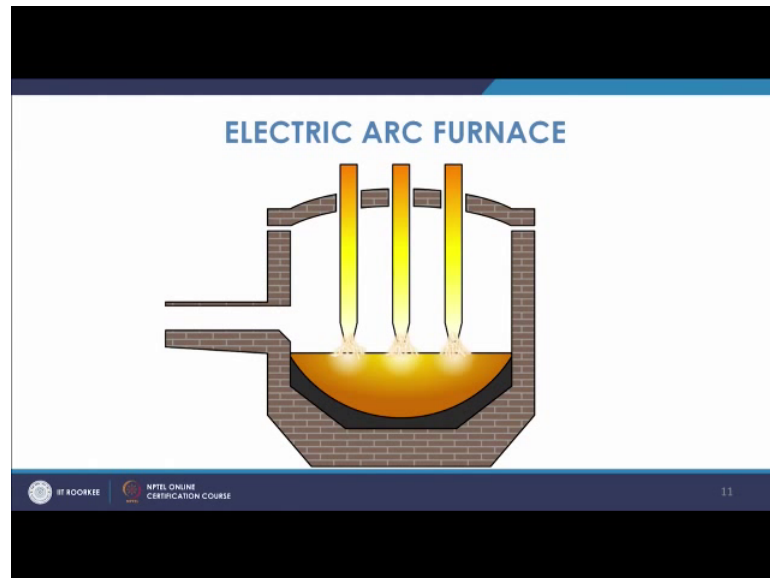 ELECTRIC ARC FURNACE
IIT ROORKEE
NPTEL ONLINE
CERTIFICATION COURSE
11